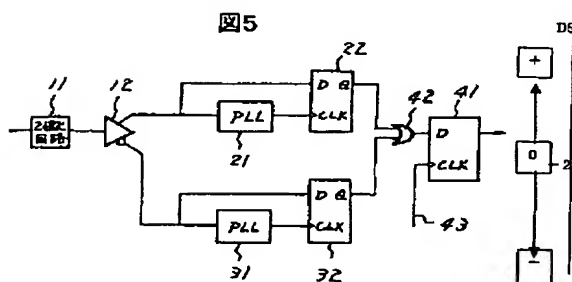 図5
DS
11
12
22
41
+
2値化
回路
D Q
42
PLL
CLK
D
0
2
21
CLK
D Q
PLL
CLK
43
31
32
-